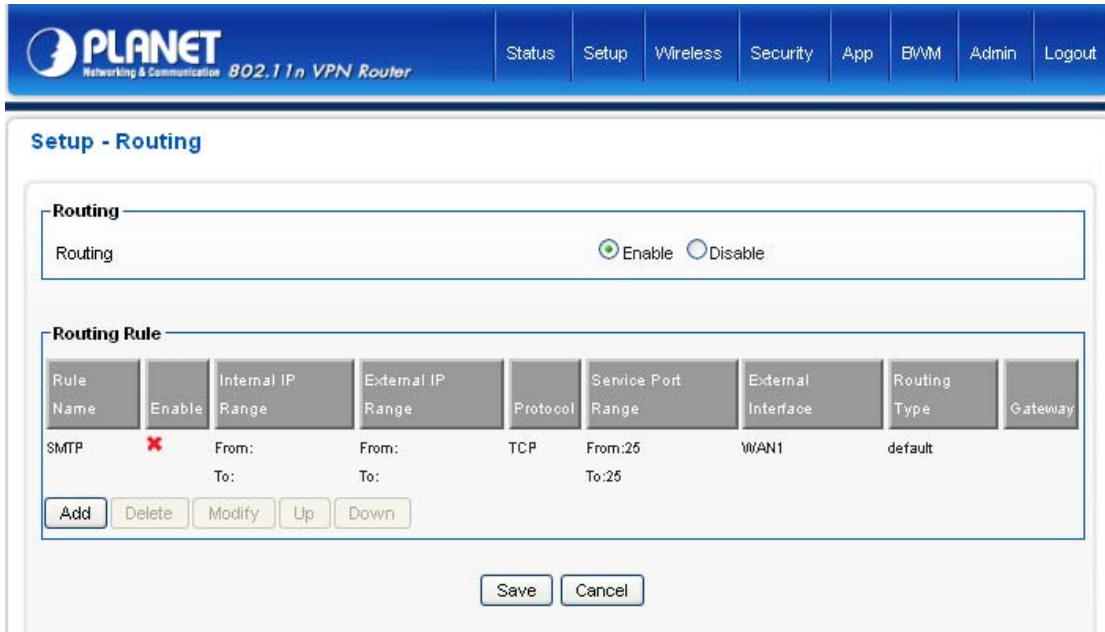 PLANET
Networking & Communication 802.11n VPN Router
Status Setup Wireless Security App BWM Admin Logout
Setup - Routing
Routing
Routing Enable Disable
Routing Rule
Rule Name Enable Internal IP Range External IP Range Protocol Service Port Range External Interface Routing Type Gateway
SMTP From: From: TCP From:25 WAN1 default
To: To: To:25
Add Delete Modify Up Down
Save Cancel